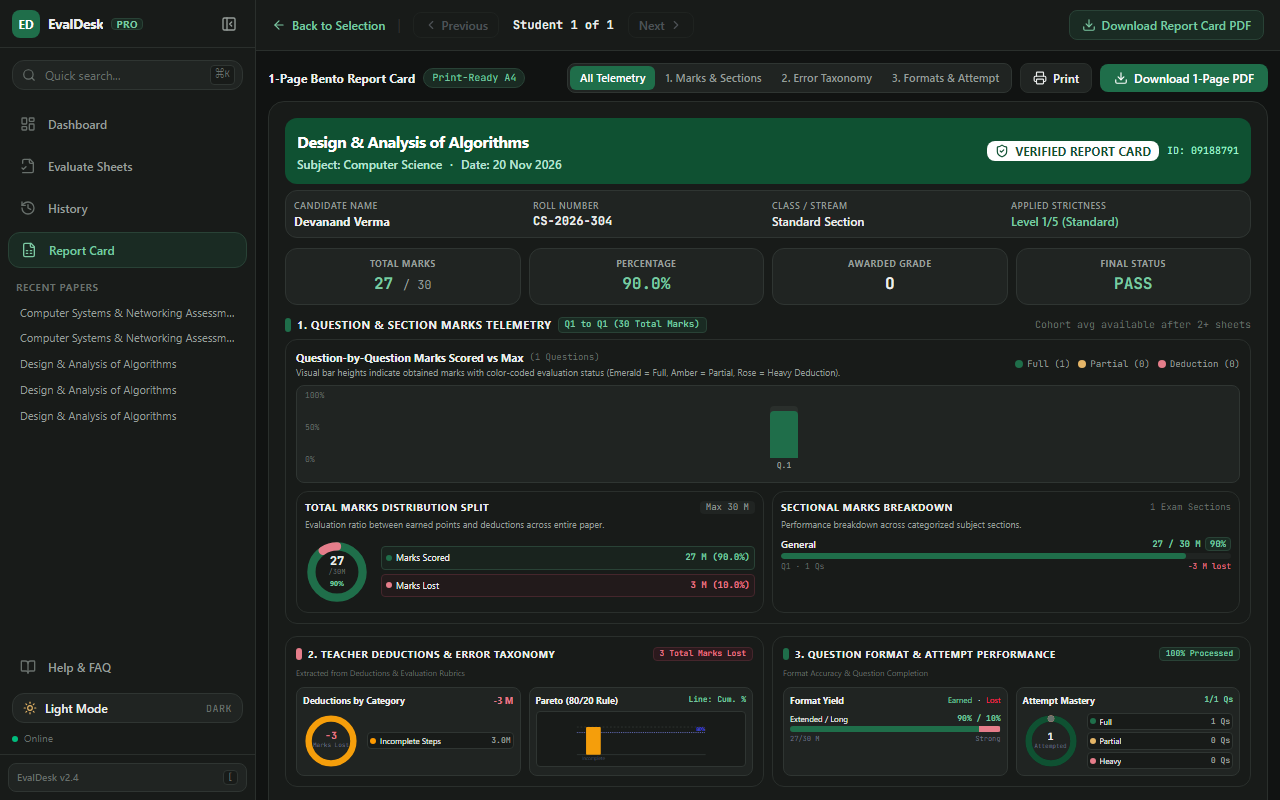 ED EvalDesk PRO
Quick search... ⌘K
Dashboard
Evaluate Sheets
History
Report Card
RECENT PAPERS
Computer Systems & Networking Assessm...
Computer Systems & Networking Assessm...
Design & Analysis of Algorithms
Design & Analysis of Algorithms
Design & Analysis of Algorithms
Help & FAQ
Light Mode DARK
Online
EvalDesk v2.4 [
Back to Selection Previous Student 1 of 1 Next Download Report Card PDF
1-Page Bento Report Card Print-Ready A4 All Telemetry 1. Marks & Sections 2. Error Taxonomy 3. Formats & Attempt Print Download 1-Page PDF
Design & Analysis of Algorithms
Subject: Computer Science · Date: 20 Nov 2026
VERIFIED REPORT CARD ID: 09188791
CANDIDATE NAME ROLL NUMBER CLASS / STREAM APPLIED STRICTNESS
Devanand Verma CS-2026-304 Standard Section Level 1/5 (Standard)
TOTAL MARKS PERCENTAGE AWARDED GRADE FINAL STATUS
27 / 30 90.0% O PASS
1. QUESTION & SECTION MARKS TELEMETRY Q1 to Q1 (30 Total Marks) Cohort avg available after 2+ sheets
Question-by-Question Marks Scored vs Max (1 Questions)
Visual bar heights indicate obtained marks with color-coded evaluation status (Emerald = Full, Amber = Partial, Rose = Heavy Deduction).
Full (1) Partial (0) Deduction (0)
100%
50%
0%
Q.1
TOTAL MARKS DISTRIBUTION SPLIT Max 30 M
Evaluation ratio between earned points and deductions across entire paper.
27
/30M
90%
Marks Scored 27 M (90.0%)
Marks Lost 3 M (10.0%)
SECTIONAL MARKS BREAKDOWN 1 Exam Sections
Performance breakdown across categorized subject sections.
General 27 / 30 M 90%
Q1 · 1 Qs -3 M lost
2. TEACHER DEDUCTIONS & ERROR TAXONOMY 3 Total Marks Lost
Extracted from Deductions & Evaluation Rubrics
Deductions by Category -3 M
-3
Marks Lost
Incomplete Steps 3.0M
Pareto (80/20 Rule) Line: Cum. %
80%
3. QUESTION FORMAT & ATTEMPT PERFORMANCE 100% Processed
Format Accuracy & Question Completion
Format Yield Earned · Lost
Extended / Long 90% / 10%
27/30 M Strong
Attempt Mastery 1/1 Qs
1
Attempted
Full 1 Qs
Partial 0 Qs
Heavy 0 Qs